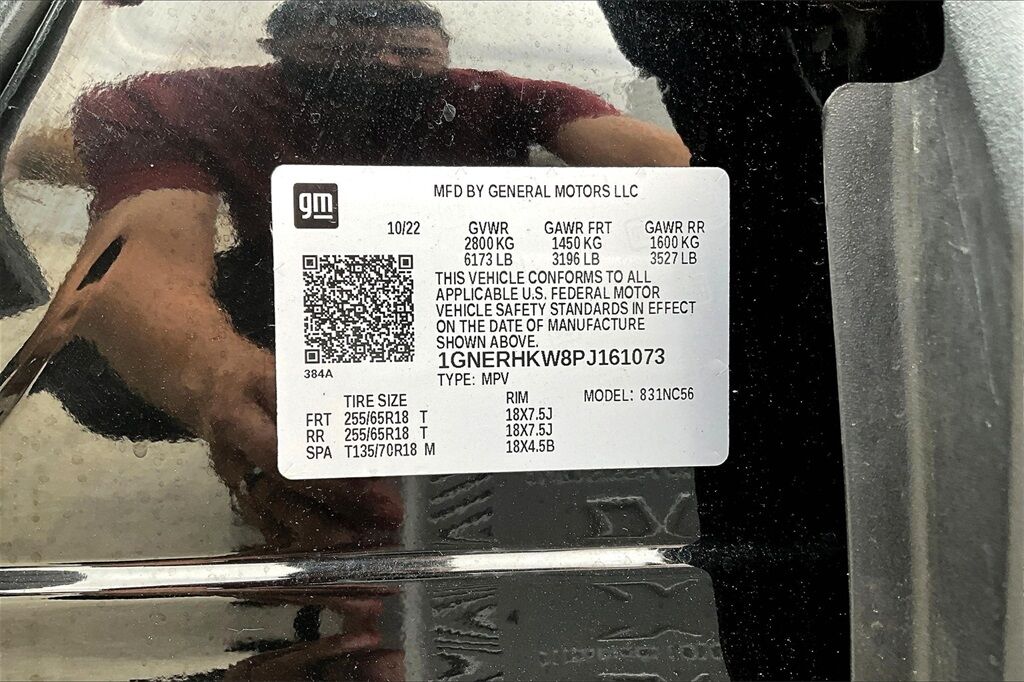 gm
MFD BY GENERAL MOTORS LLC
10/22 GVWR GAWR FRT GAWR RR
2800 KG 1450 KG 1600 KG
6173 LB 3196 LB 3527 LB
THIS VEHICLE CONFORMS TO ALL
APPLICABLE U.S. FEDERAL MOTOR
VEHICLE SAFETY STANDARDS IN EFFECT
ON THE DATE OF MANUFACTURE
SHOWN ABOVE.
1GNERHKW8PJ161073
384A
TYPE: MPV
TIRE SIZE RIM MODEL: 831NC56
FRT 255/65R18 T 18X7.5J
RR 255/65R18 T 18X7.5J
SPA T135/70R18 M 18X4.5B